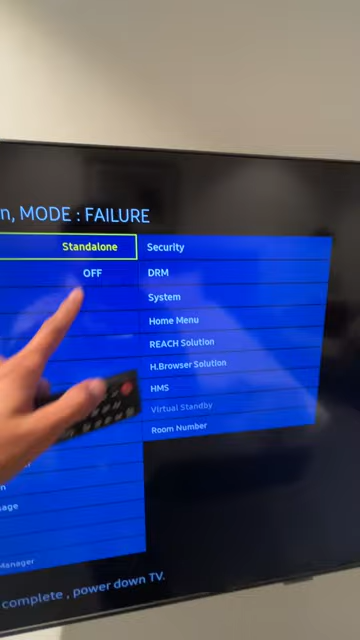 n, MODE : FAILURE
Standalone
Security
OFF
DRM
System
Home Menu
REACH Solution
H.Browser Solution
HMS
Virtual Standby
Room Number
n
sage
Manager
complete , power down TV.